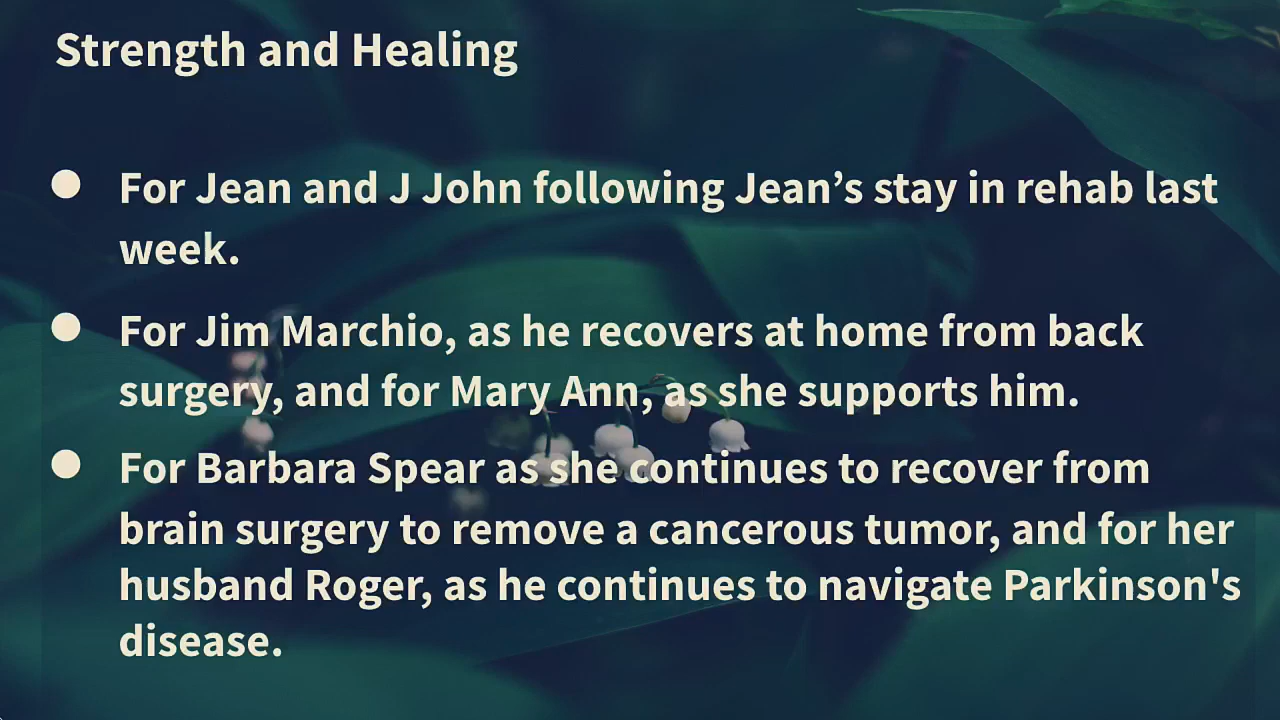 Strength and Healing
● For Jean and J John following Jean’s stay in rehab last
week.
● For Jim Marchio, as he recovers at home from back
surgery, and for Mary Ann, as she supports him.
● For Barbara Spear as she continues to recover from
brain surgery to remove a cancerous tumor, and for her
husband Roger, as he continues to navigate Parkinson's
disease.